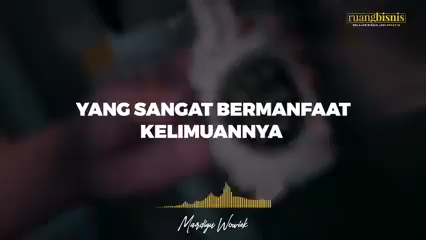 ruangbisnis
YANG SANGAT BERMANFAAT
KELIMUANNYA
Mardigu Wowiek